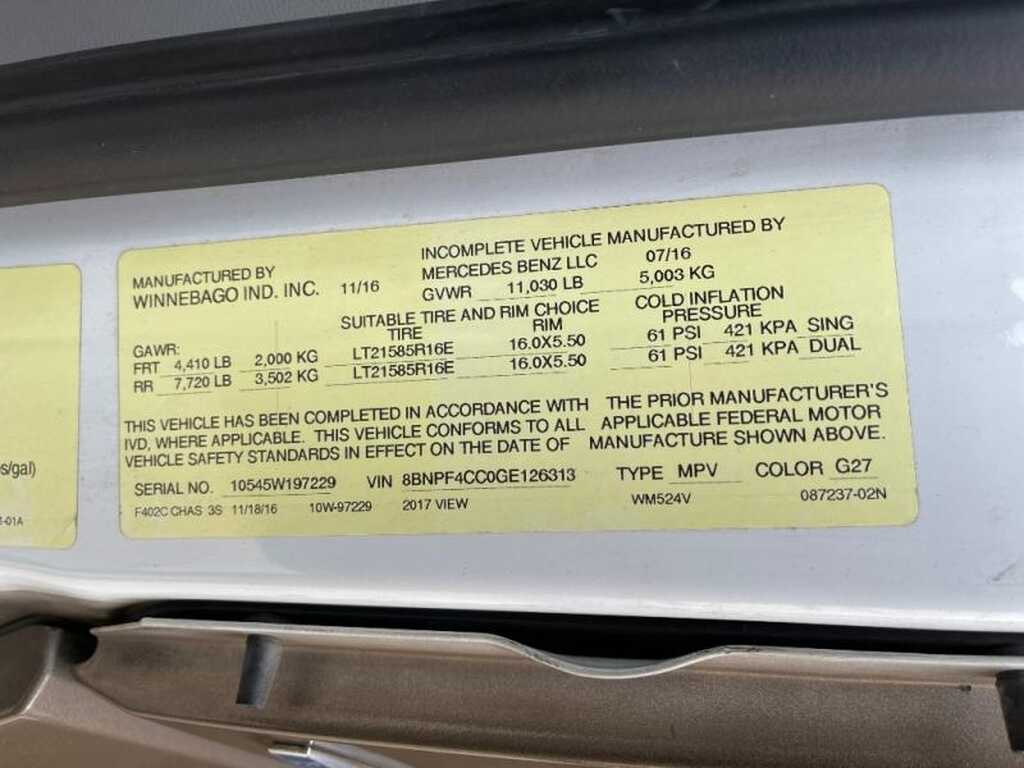 MANUFACTURED BY
WINNEBAGO IND. INC. 11/16
INCOMPLETE VEHICLE MANUFACTURED BY
MERCEDES BENZ LLC 07/16
GVWR 11,030 LB 5,003 KG
SUITABLE TIRE AND RIM CHOICE COLD INFLATION
TIRE RIM PRESSURE
GAWR:
FRT 4,410 LB 2,000 KG LT21585R16E 16.0X5.50 61 PSI 421 KPA SING
RR 7,720 LB 3,502 KG LT21585R16E 16.0X5.50 61 PSI 421 KPA DUAL
THIS VEHICLE HAS BEEN COMPLETED IN ACCORDANCE WITH THE PRIOR MANUFACTURER'S
IVD, WHERE APPLICABLE. THIS VEHICLE CONFORMS TO ALL APPLICABLE FEDERAL MOTOR
VEHICLE SAFETY STANDARDS IN EFFECT ON THE DATE OF MANUFACTURE SHOWN ABOVE.
SERIAL NO. 10545W197229 VIN 8BNPF4CC0GE126313 TYPE MPV COLOR G27
F402C CHAS 3S 11/18/16 10W-97229 2017 VIEW WM524V 087237-02N
s/gal)
-01A